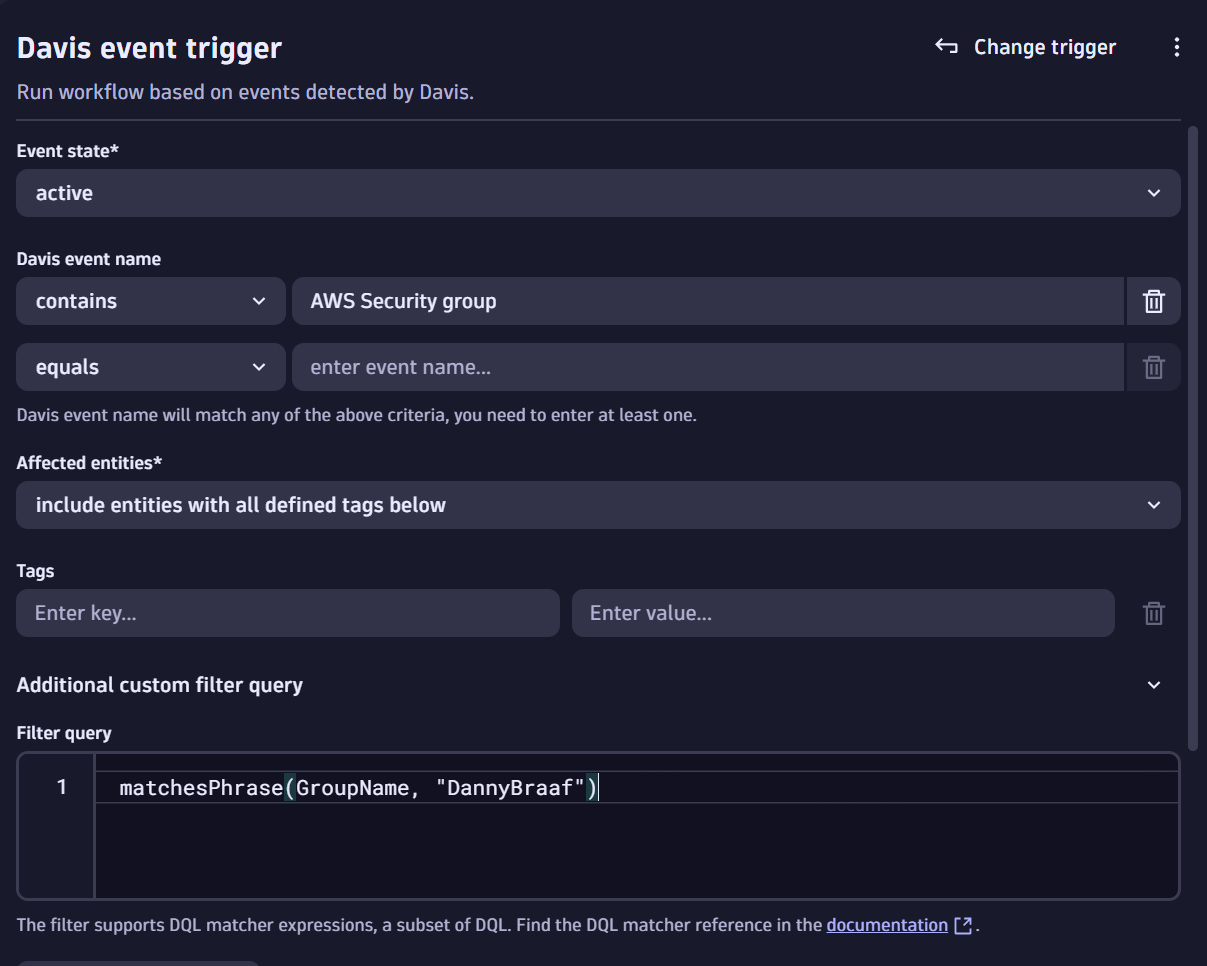 Davis event trigger
Change trigger
Run workflow based on events detected by Davis.
Event state*
active
Davis event name
contains
AWS Security group
equals
enter event name...
Davis event name will match any of the above criteria, you need to enter at least one.
Affected entities*
include entities with all defined tags below
Tags
Enter key...
Enter value...
Additional custom filter query
Filter query
1
matchesPhrase(GroupName, "DannyBraaf")
The filter supports DQL matcher expressions, a subset of DQL. Find the DQL matcher reference in the documentation.